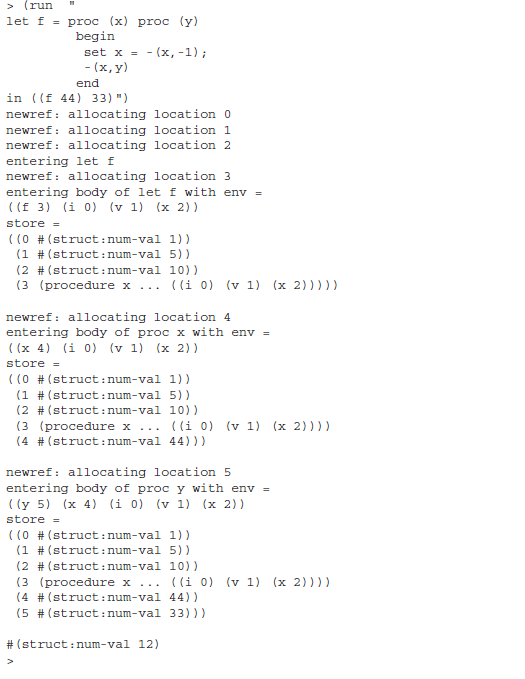 > (run "
let f = proc (x) proc (y)
         begin
          set x = -(x,-1);
          -(x,y)
         end
in ((f 44) 33)")
newref: allocating location 0
newref: allocating location 1
newref: allocating location 2
entering let f
newref: allocating location 3
entering body of let f with env =
((f 3) (i 0) (v 1) (x 2))
store =
((0 #(struct:num-val 1))
 (1 #(struct:num-val 5))
 (2 #(struct:num-val 10))
 (3 (procedure x ... ((i 0) (v 1) (x 2)))))

newref: allocating location 4
entering body of proc x with env =
((x 4) (i 0) (v 1) (x 2))
store =
((0 #(struct:num-val 1))
 (1 #(struct:num-val 5))
 (2 #(struct:num-val 10))
 (3 (procedure x ... ((i 0) (v 1) (x 2))))
 (4 #(struct:num-val 44)))

newref: allocating location 5
entering body of proc y with env =
((y 5) (x 4) (i 0) (v 1) (x 2))
store =
((0 #(struct:num-val 1))
 (1 #(struct:num-val 5))
 (2 #(struct:num-val 10))
 (3 (procedure x ... ((i 0) (v 1) (x 2))))
 (4 #(struct:num-val 44))
 (5 #(struct:num-val 33)))

#(struct:num-val 12)
>